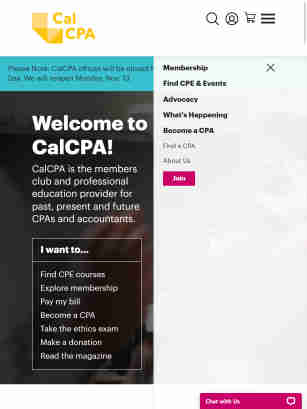 Cal
CPA
Please Note: CalCPA offices will be closed f
Day. We will reopen Monday, Nov. 13.
Membership
Find CPE & Events
Advocacy
What's Happening
Become a CPA
Find a CPA
About Us
Join
Welcome to
CalCPA!
CalCPA is the members
club and professional
education provider for
past, present and future
CPAs and accountants.
I want to...
Find CPE courses
Explore membership
Pay my bill
Become a CPA
Take the ethics exam
Make a donation
Read the magazine
Chat with Us